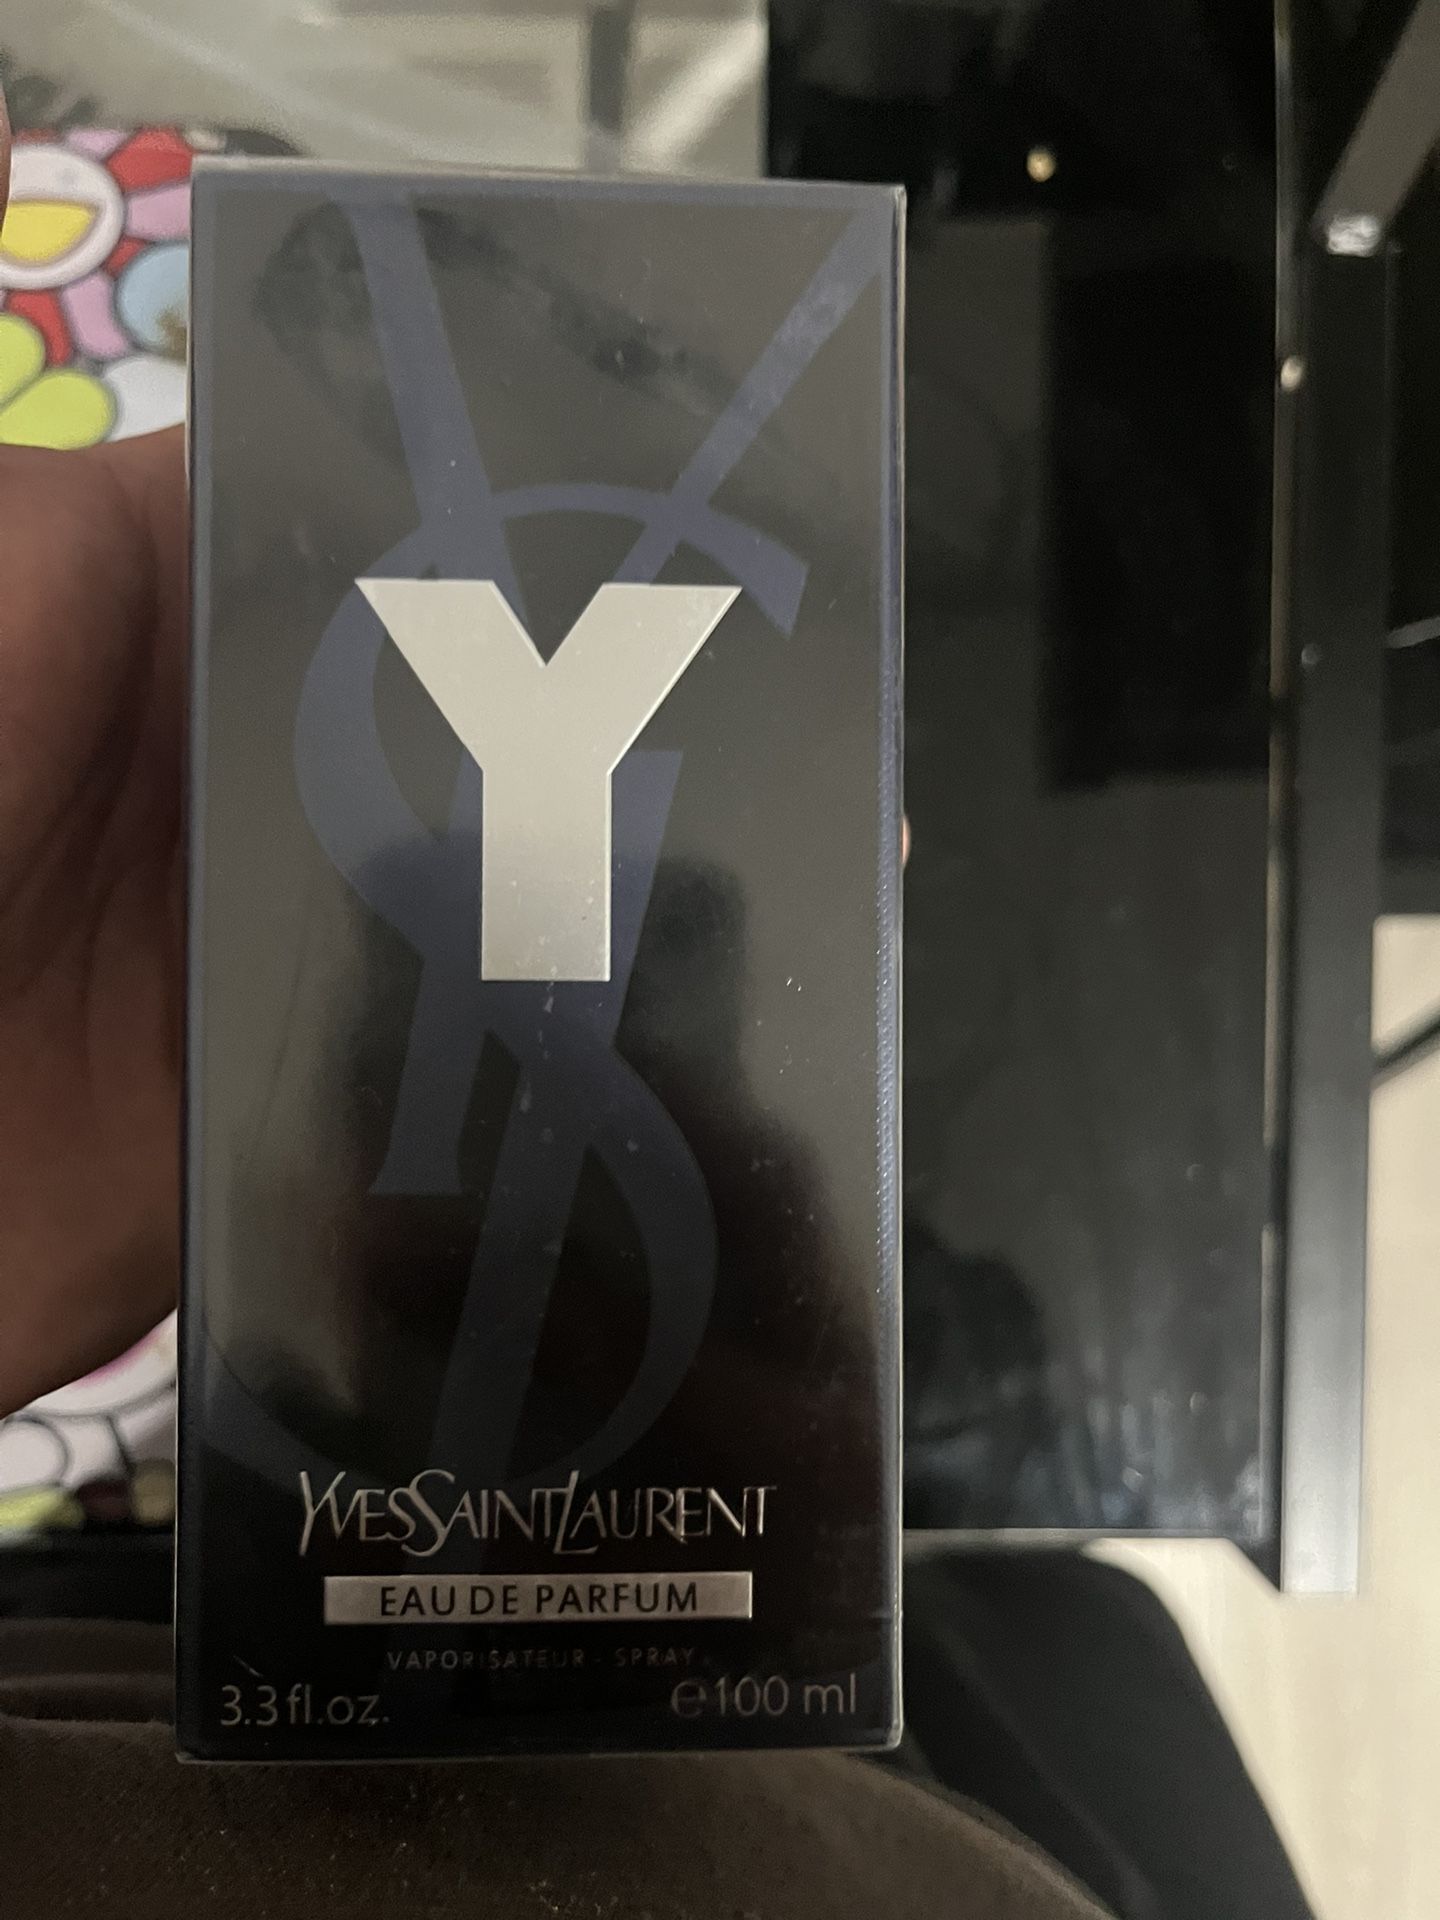 Y
YVESSAINTLAURENT
EAU DE PARFUM
VAPORISATEUR - SPRAY
3.3 fl.oz. ℮100 ml